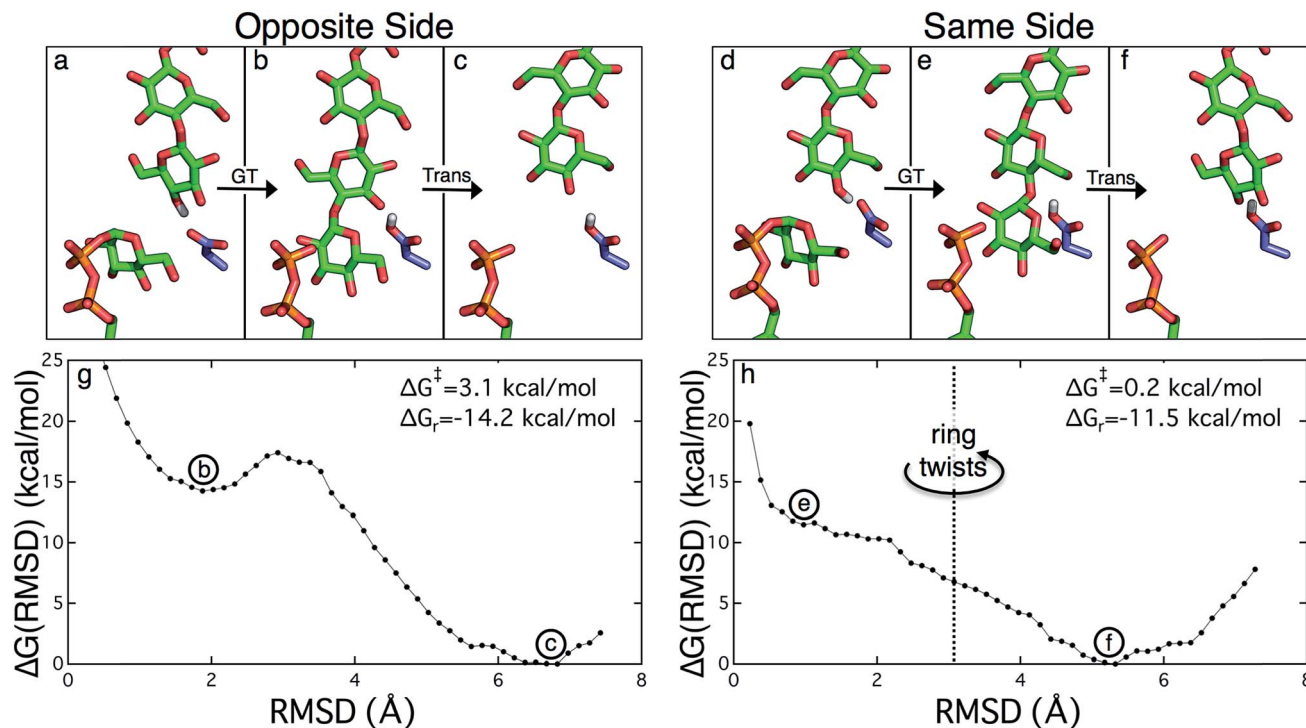 Opposite Side
Same Side
a
b
c
GT
Trans
d
e
f
GT
Trans
g
ΔG‡=3.1 kcal/mol
ΔGr=-14.2 kcal/mol
b
c
25
20
15
10
5
0
ΔG(RMSD) (kcal/mol)
0
2
4
6
8
RMSD (Å)
h
ΔG‡=0.2 kcal/mol
ΔGr=-11.5 kcal/mol
ring
twists
e
f
25
20
15
10
5
0
ΔG(RMSD) (kcal/mol)
0
2
4
6
8
RMSD (Å)